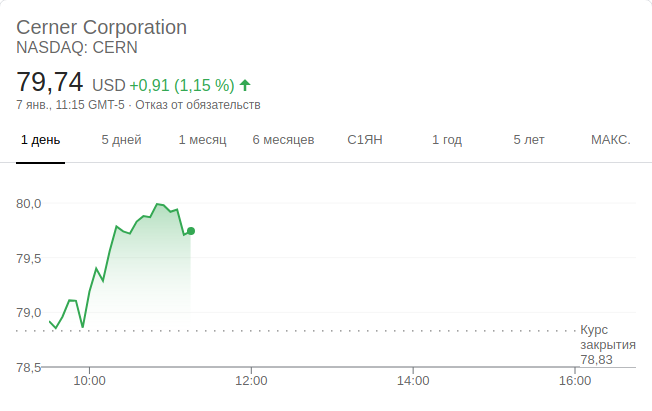 Cerner Corporation
NASDAQ: CERN
79,74 USD +0,91 (1,15 %)
7 янв., 11:15 GMT-5 · Отказ от обязательств
1 день 5 дней 1 месяц 6 месяцев С1ЯН 1 год 5 лет МАКС.
80,0
79,5
79,0
Курс
закрытия
78,83
78,5
10:00 12:00 14:00 16:00